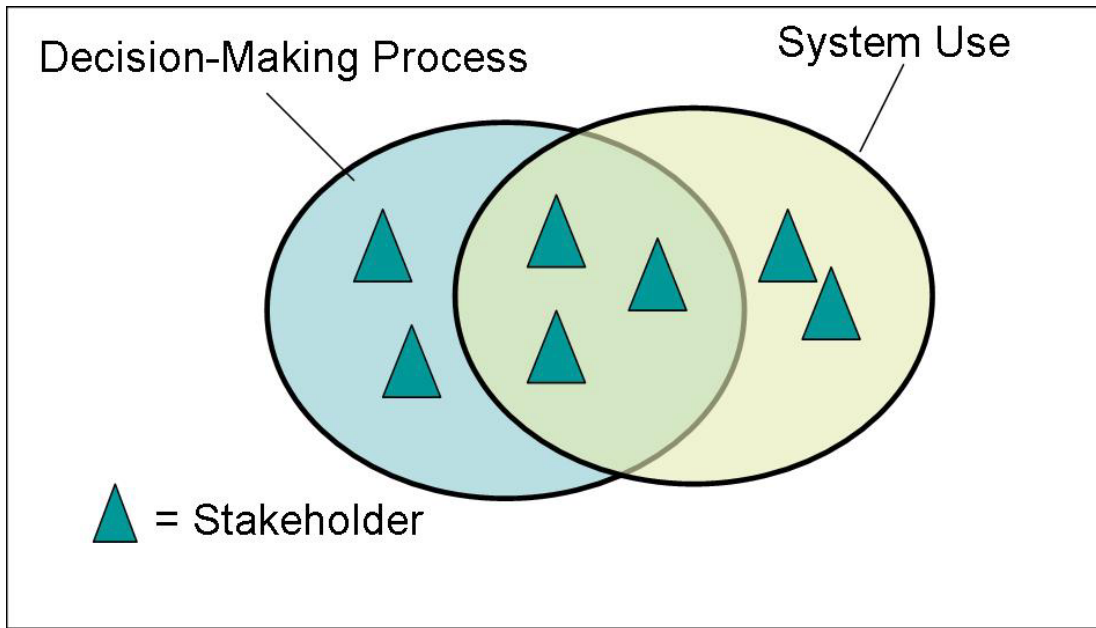 Decision-Making Process
System Use
= Stakeholder